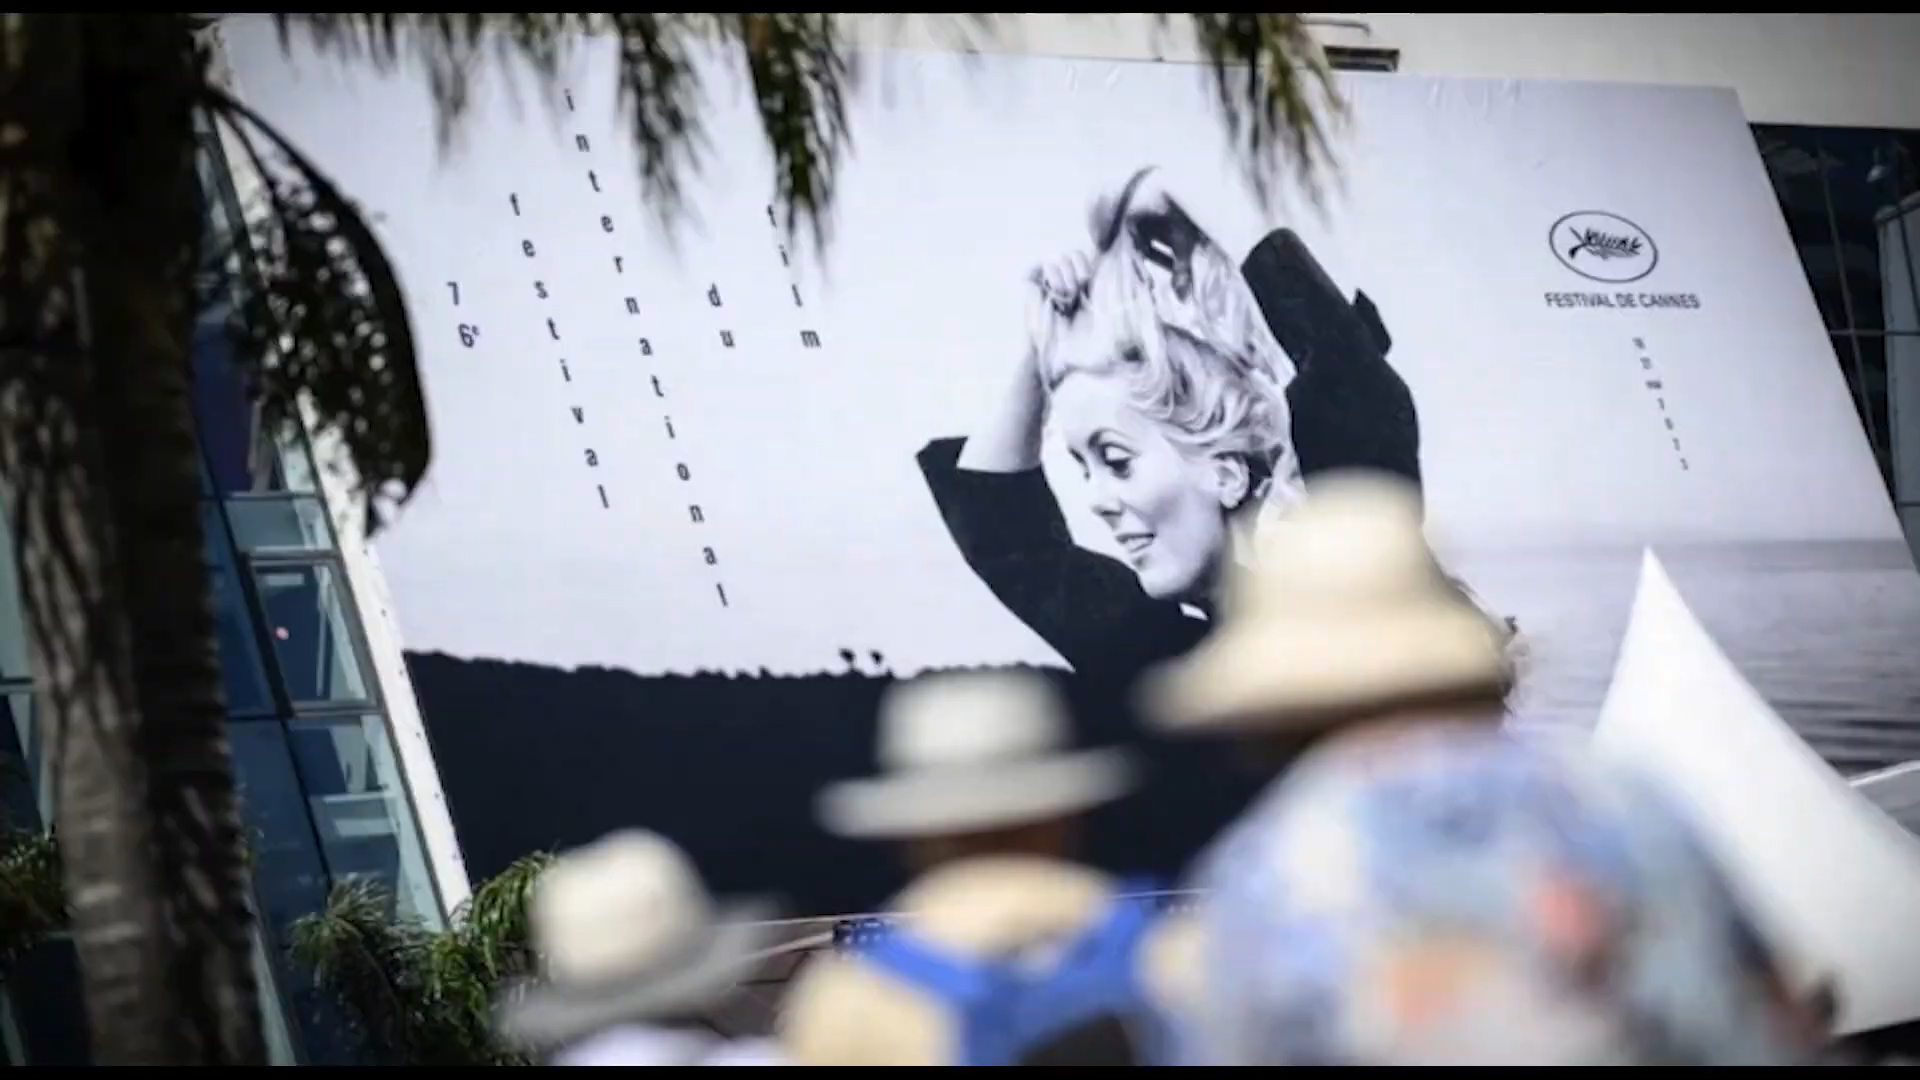 76e
festival
international
du
film
FESTIVAL DE CANNES